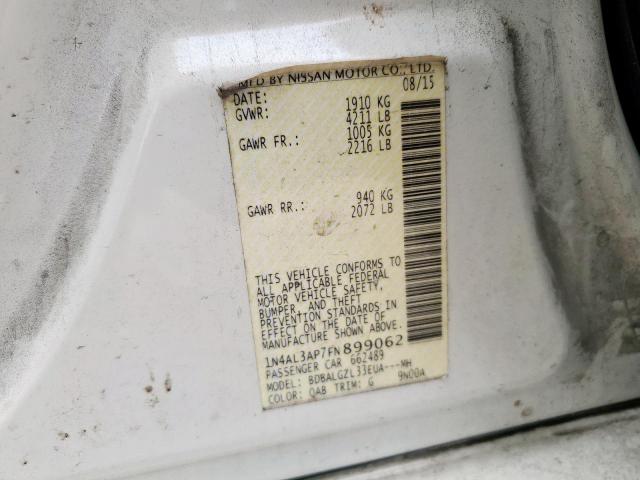 MFD BY NISSAN MOTOR CO., LTD.
DATE: 08/15
GVWR: 1910 KG
4211 LB
GAWR FR.: 1005 KG
2216 LB
GAWR RR.: 940 KG
2072 LB
THIS VEHICLE CONFORMS TO
ALL APPLICABLE FEDERAL
MOTOR VEHICLE SAFETY,
BUMPER, AND THEFT
PREVENTION STANDARDS IN
EFFECT ON THE DATE OF
MANUFACTURE SHOWN ABOVE.
1N4AL3AP7FN899062
PASSENGER CAR 662489
MODEL: BDBALGZL33EUA---MH
COLOR: QAB TRIM: G 9N00A